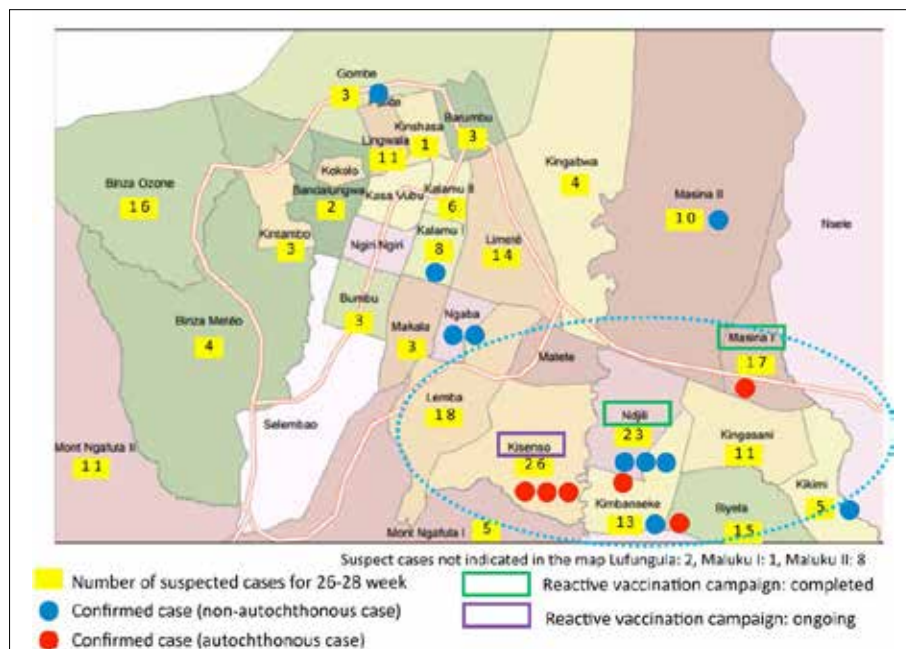 Gombe
3
Kinshasa
1
Barumbu
3
Lingwala
11
Kokolo
Kingabwa
4
Binza Ozone
16
Bandalungwa
2
Kasa Vubu
Kalamu II
6
Masina II
10
Nsele
Kintambo
3
Ngiri Ngiri
Kalamu I
8
Limete
14
Bumbu
3
Binza Meteo
4
Makala
3
Ngaba
Matete
Masina I
17
Lemba
18
Selembao
Ndjili
23
Kingasani
11
Mont Ngafula II
11
Kisenso
26
Kimbanseke
13
Kikimi
5
Biyela
15
Mont Ngafula I
5
Suspect cases not indicated in the map Lufungula: 2, Maluku I: 1, Maluku II: 8
Number of suspected cases for 26-28 week
Confirmed case (non-autochthonous case)
Confirmed case (autochthonous case)
Reactive vaccination campaign: completed
Reactive vaccination campaign: ongoing